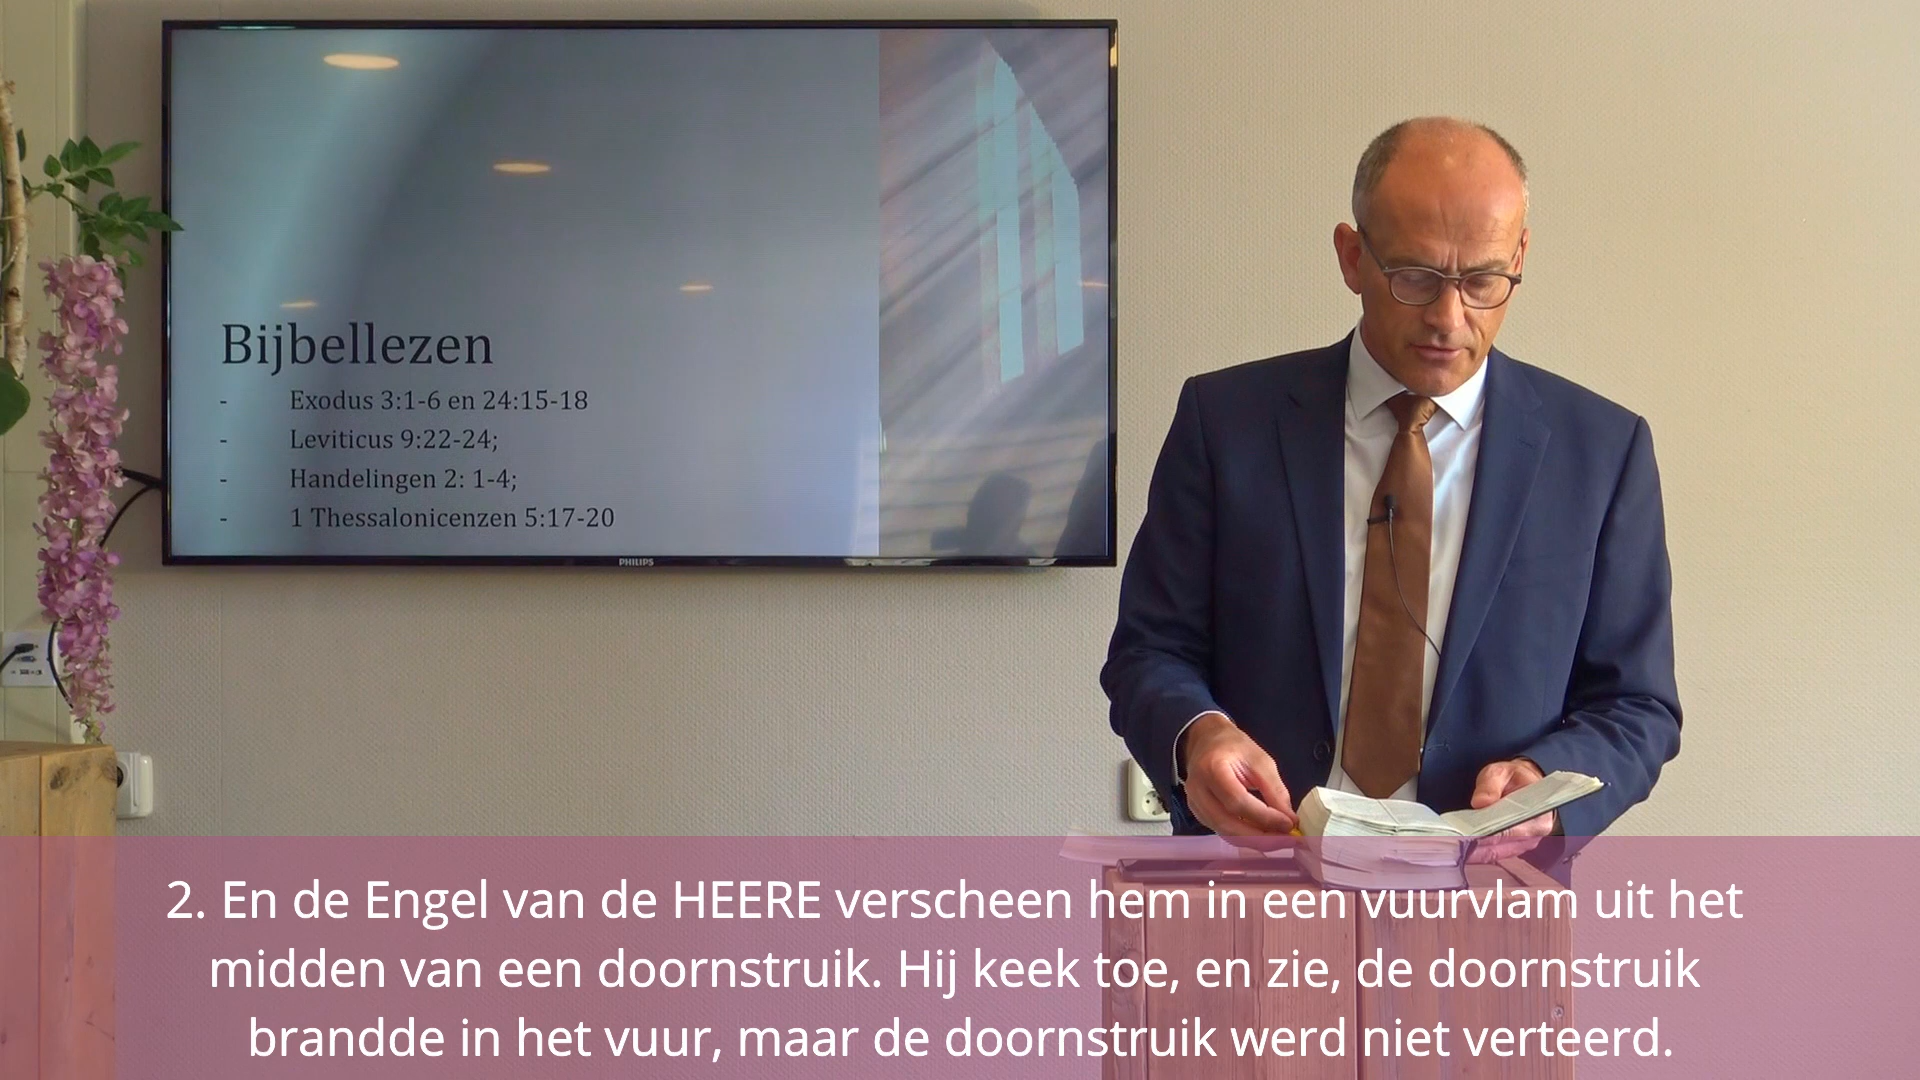 Bijbellezen
- Exodus 3:1-6 en 24:15-18
- Leviticus 9:22-24;
- Handelingen 2: 1-4;
- 1 Thessalonicenzen 5:17-20
PHILIPS
2. En de Engel van de HEERE verscheen hem in een vuurvlam uit het
midden van een doornstruik. Hij keek toe, en zie, de doornstruik
brandde in het vuur, maar de doornstruik werd niet verteerd.